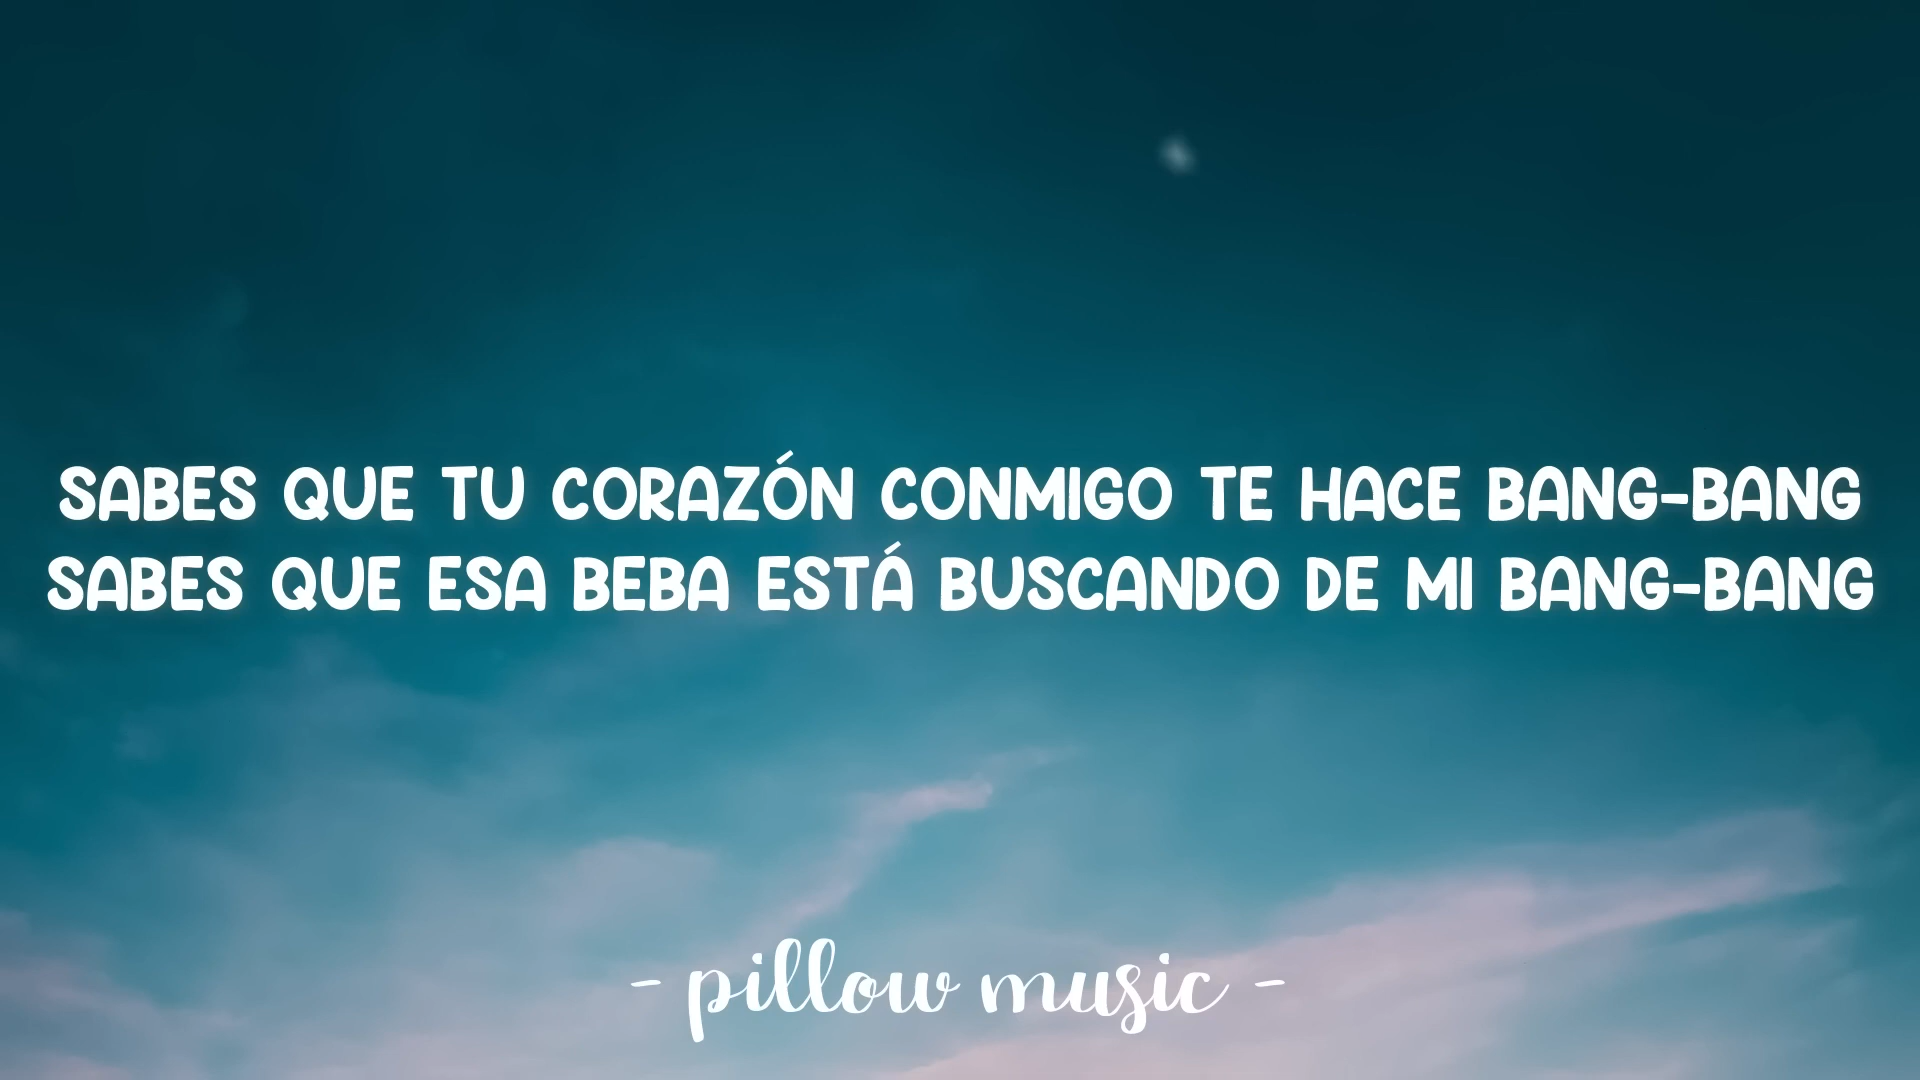 SABES QUE TU CORAZÓN CONMIGO TE HACE BANG-BANG
SABES QUE ESA BEBA ESTÁ BUSCANDO DE MI BANG-BANG
- pillow music -